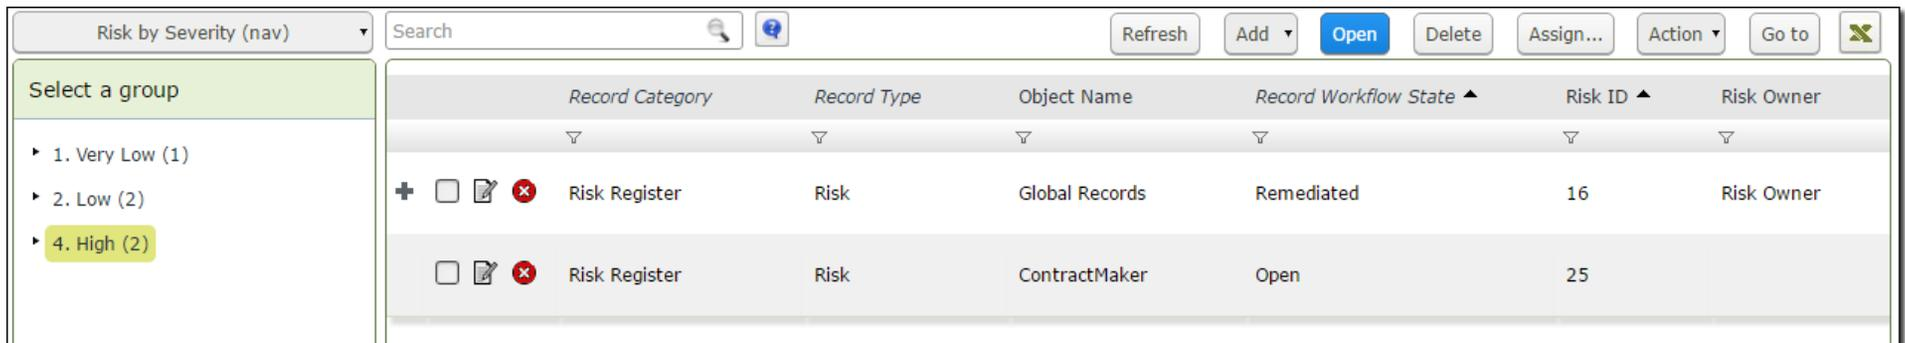 Risk by Severity (nav)
Search
Refresh
Add
Open
Delete
Assign...
Action
Go to
Select a group
1. Very Low (1)
2. Low (2)
4. High (2)
Record Category Record Type Object Name Record Workflow State Risk ID Risk Owner
Risk Register Risk Global Records Remediated 16 Risk Owner
Risk Register Risk ContractMaker Open 25